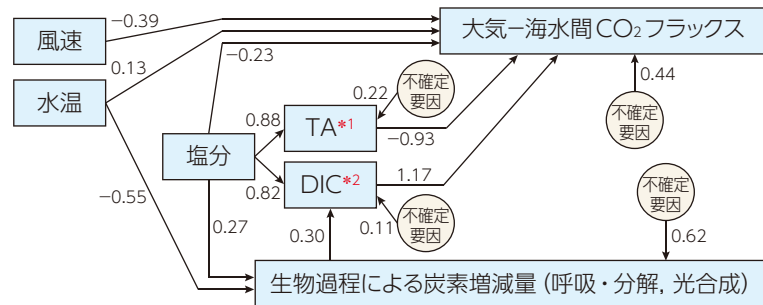 風速
水温
塩分
TA*1
DIC*2
大気−海水間CO2フラックス
生物過程による炭素増減量（呼吸・分解，光合成）
不確定
要因
不確定
要因
不確定
要因
不確定
要因
−0.39
0.13
−0.23
0.22
0.44
0.88
−0.93
0.82
1.17
−0.55
0.27
0.30
0.11
0.62